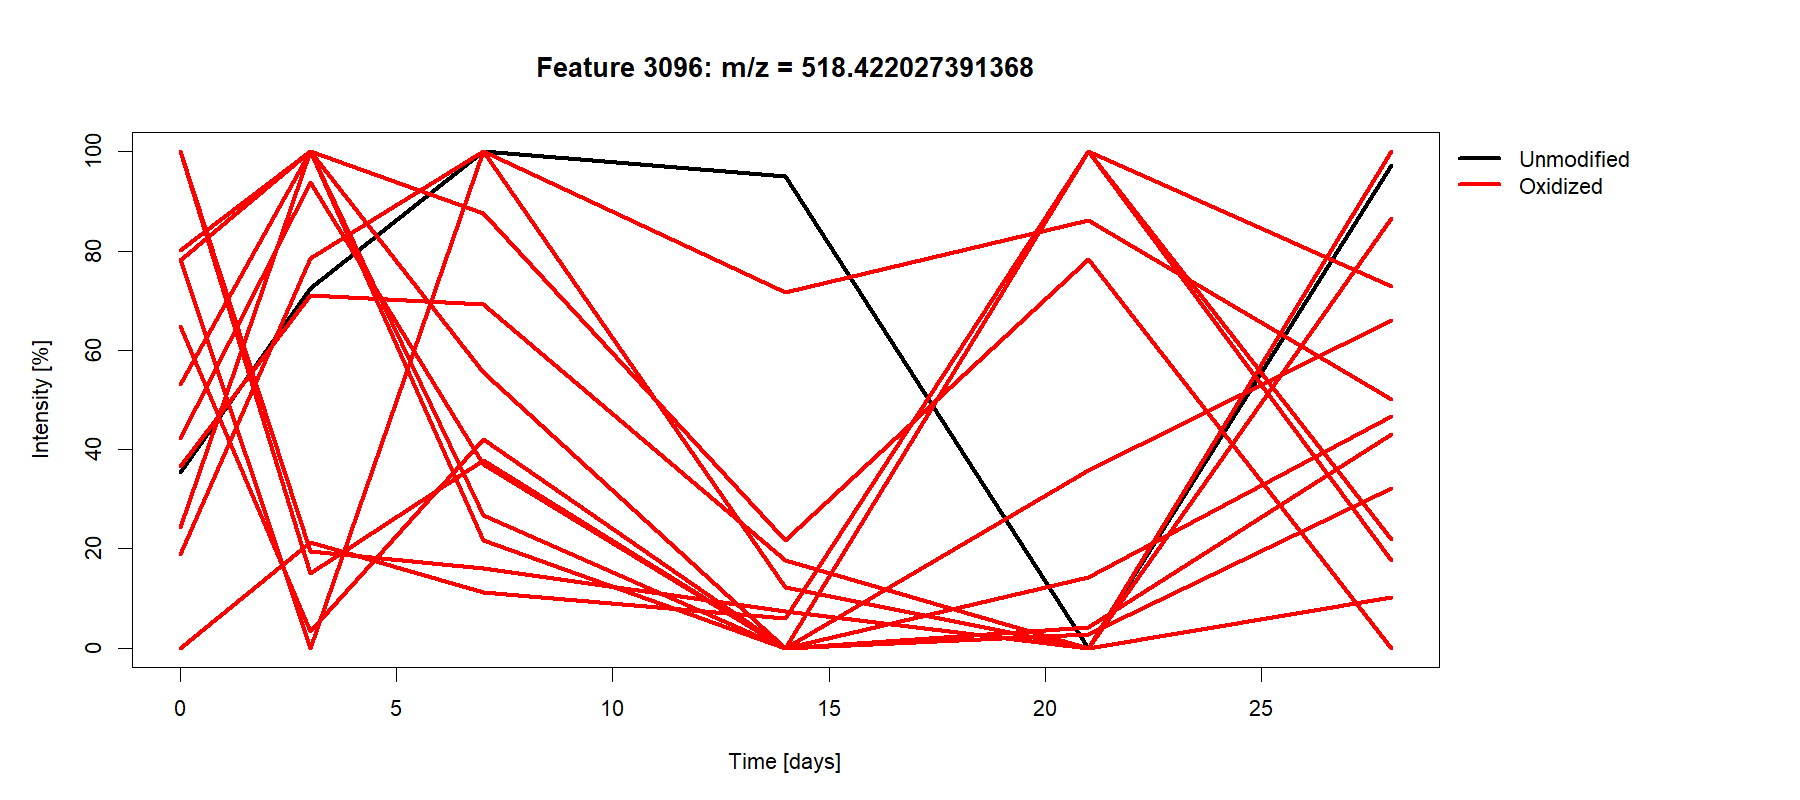 Feature 3096: m/z = 518.422027391368
Unmodified
Oxidized
Intensity [%]
100
80
60
40
20
0
0 5 10 15 20 25
Time [days]